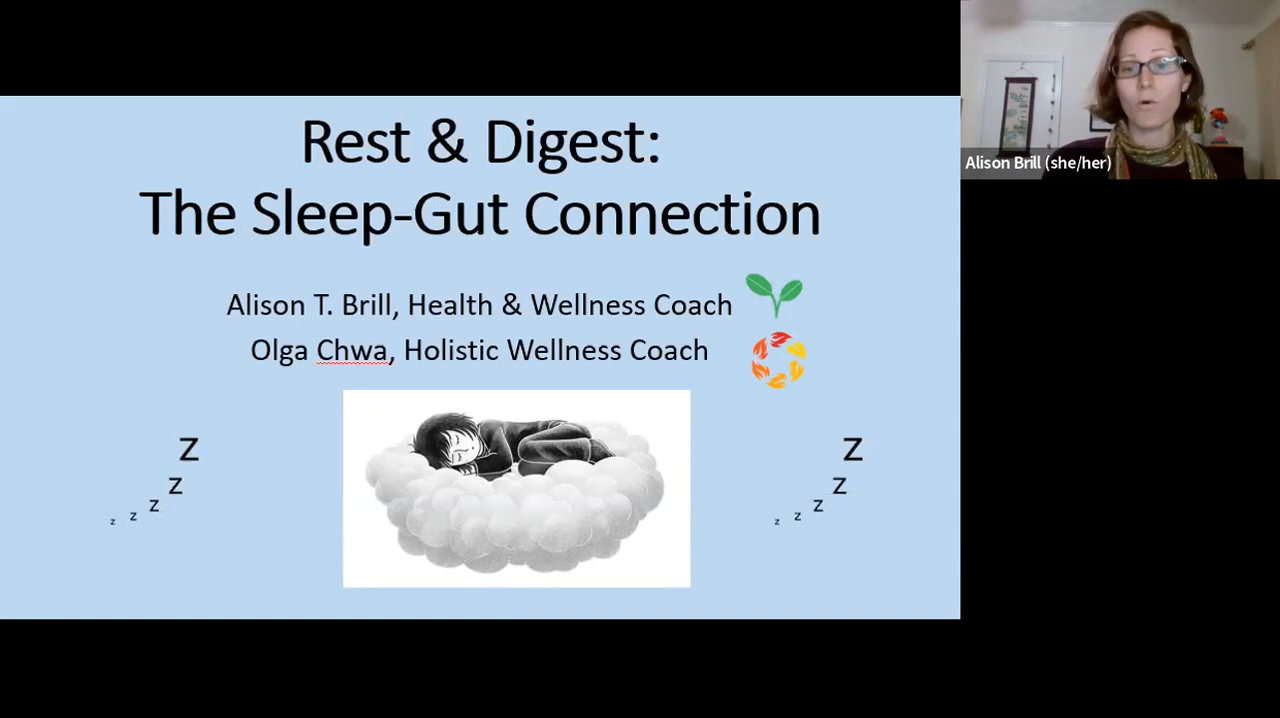 Rest & Digest:
The Sleep-Gut Connection
Alison T. Brill, Health & Wellness Coach
Olga Chwa, Holistic Wellness Coach
z z z z z
z z z z z
Alison Brill (she/her)